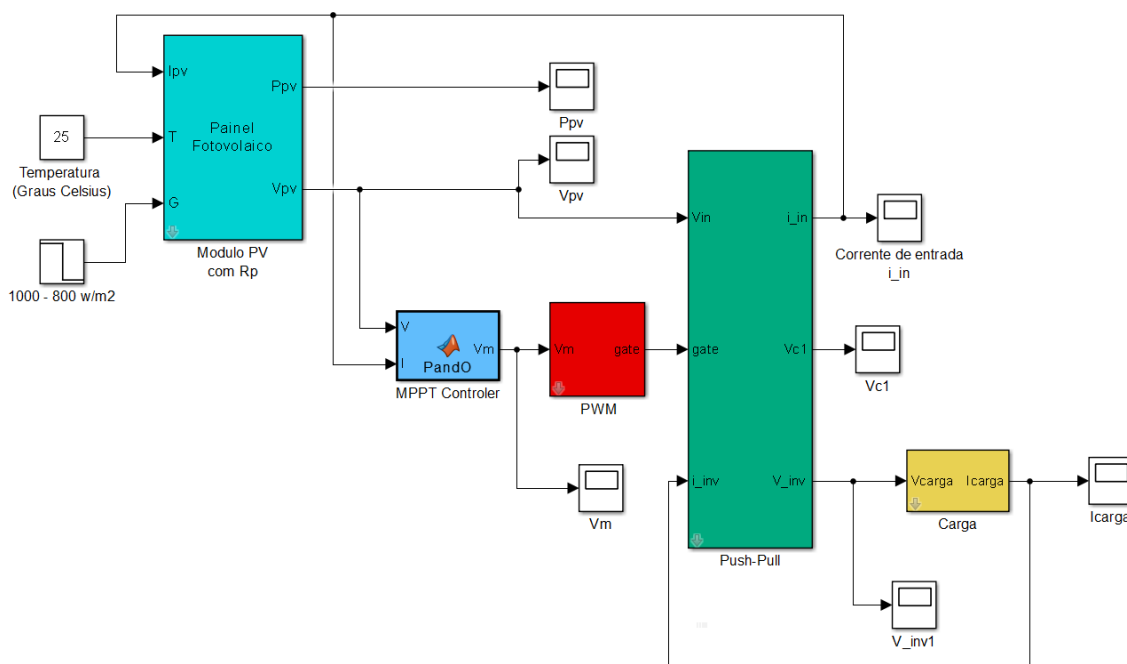 Ipv
Ppv
Painel
Fotovolaico
T
Vpv
G
Modulo PV
com Rp
25
Temperatura
(Graus Celsius)
1000 - 800 w/m2
Ppv
Vpv
V
I
Vm
PandO
MPPT Controler
Vm
gate
PWM
Vm
Vin
i_in
gate
Vc1
i_inv
V_inv
Push-Pull
Corrente de entrada
i_in
Vc1
Vcarga
Icarga
Carga
Icarga
V_inv1